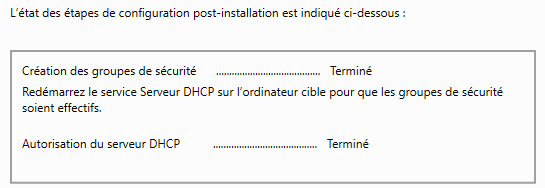 L'état des étapes de configuration post-installation est indiqué ci-dessous :
Création des groupes de sécurité ........................................ Terminé
Redémarrez le service Serveur DHCP sur l'ordinateur cible pour que les groupes de sécurité
soient effectifs.
Autorisation du serveur DHCP ........................................ Terminé